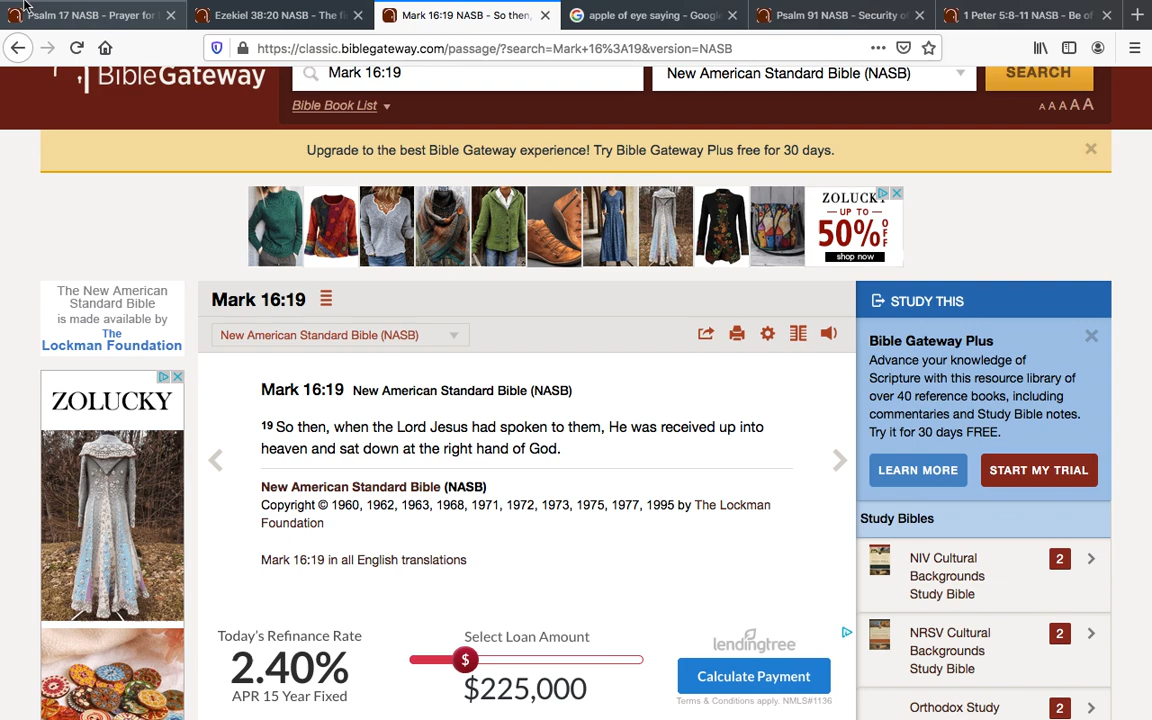 Psalm 17 NASB - Prayer for
Ezekiel 38:20 NASB - The fi
Mark 16:19 NASB - So then,
apple of eye saying - Googl
Psalm 91 NASB - Security o
1 Peter 5:8-11 NASB - Be of
https://classic.biblegateway.com/passage/?search=Mark+16%3A19&version=NASB
BibleGateway
Mark 16:19
New American Standard Bible (NASB)
SEARCH
Bible Book List
A A A A A
Upgrade to the best Bible Gateway experience! Try Bible Gateway Plus free for 30 days.
ZOLUCKY
UP TO
50% OFF
shop now
The New American
Standard Bible
is made available by
The
Lockman Foundation
Mark 16:19
New American Standard Bible (NASB)
STUDY THIS
Bible Gateway Plus
Advance your knowledge of
Scripture with this resource library of
over 40 reference books, including
commentaries and Study Bible notes.
Try it for 30 days FREE.
LEARN MORE
START MY TRIAL
ZOLUCKY
Mark 16:19 New American Standard Bible (NASB)
19 So then, when the Lord Jesus had spoken to them, He was received up into
heaven and sat down at the right hand of God.
New American Standard Bible (NASB)
Copyright © 1960, 1962, 1963, 1968, 1971, 1972, 1973, 1975, 1977, 1995 by The Lockman
Foundation
Mark 16:19 in all English translations
Study Bibles
NIV Cultural
Backgrounds
Study Bible
2
NRSV Cultural
Backgrounds
Study Bible
2
Orthodox Study
2
Today's Refinance Rate
2.40%
APR 15 Year Fixed
Select Loan Amount
$
$225,000
lendingtree
Calculate Payment
Terms & Conditions apply. NMLS#1136